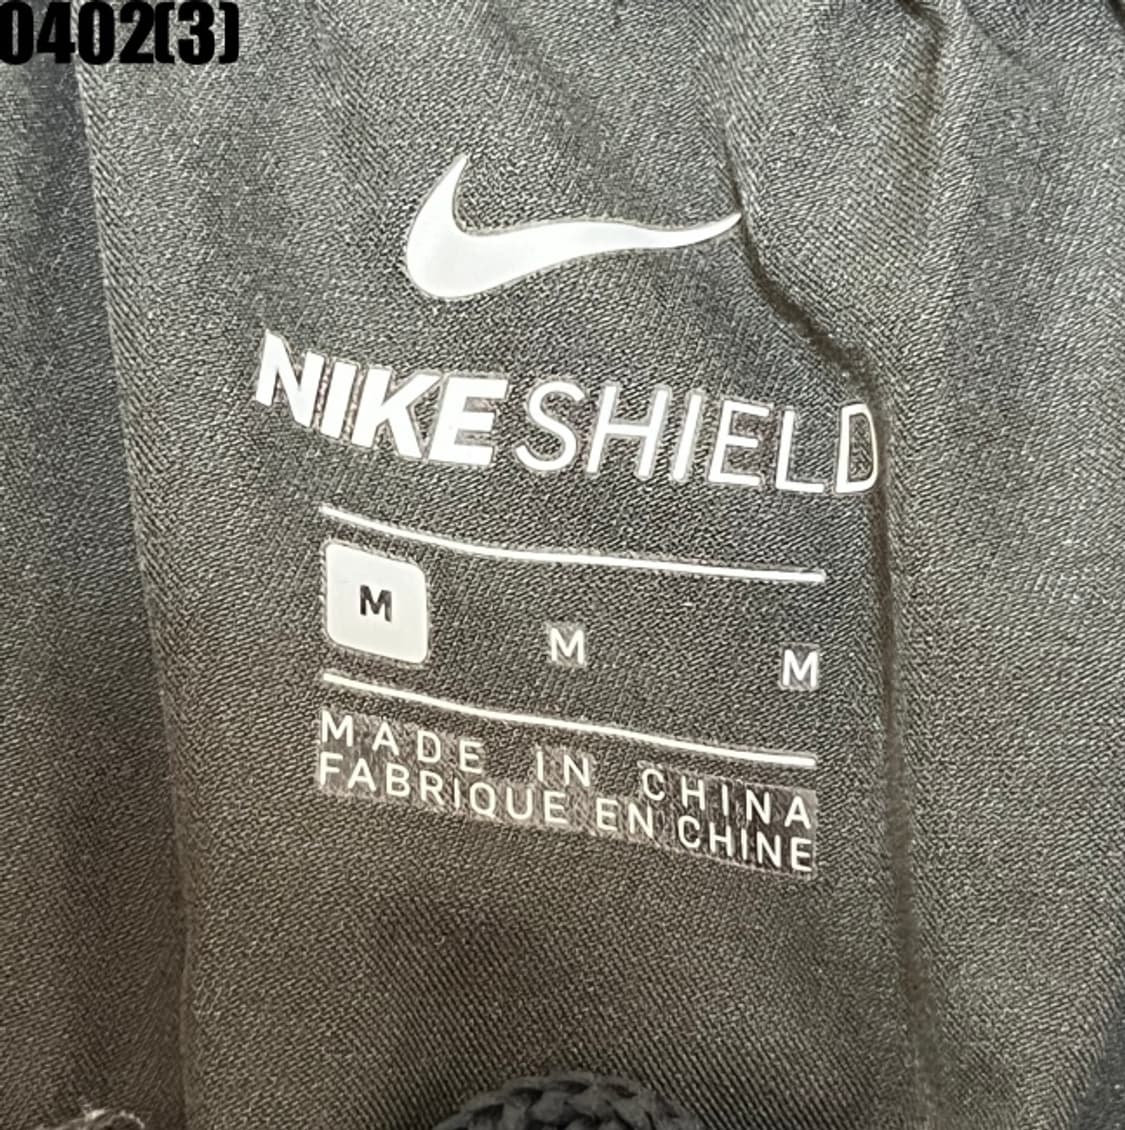 0402(3)
NIKE SHIELD
M M M
MADE IN CHINA
FABRIQUE EN CHINE